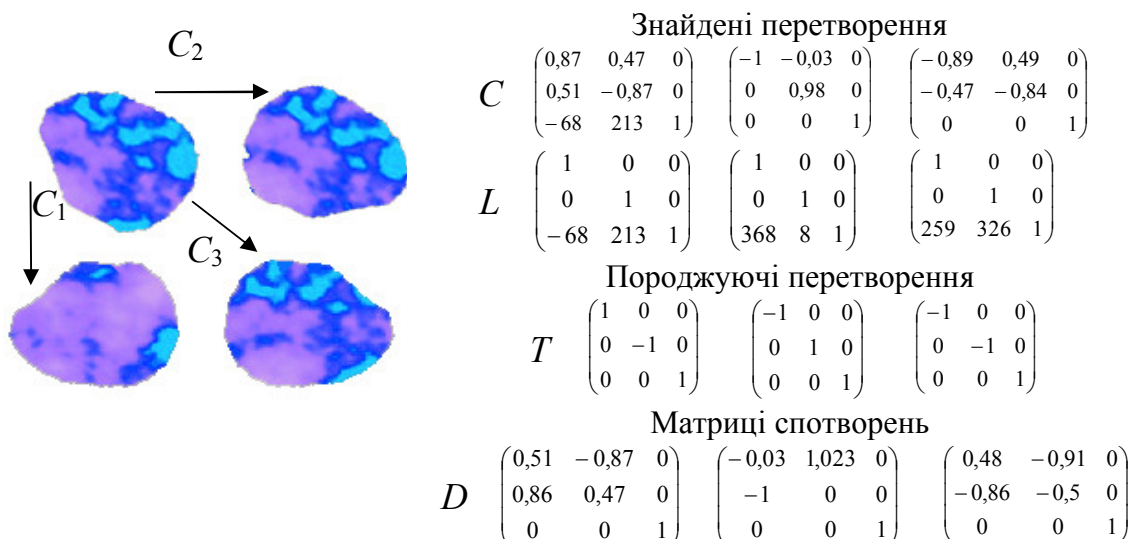 C₂
C₁
C₃
Знайдені перетворення
C (0,87 0,47 0 (−1 −0,03 0 (−0,89 0,49 0
0,51 −0,87 0 0 0,98 0 −0,47 −0,84 0
−68 213 1) 0 0 1) 0 0 1)
L (1 0 0 (1 0 0 (1 0 0
0 1 0 0 1 0 0 1 0
−68 213 1) 368 8 1) 259 326 1)
Породжуючі перетворення
T (1 0 0 (−1 0 0 (−1 0 0
0 −1 0 0 1 0 0 −1 0
0 0 1) 0 0 1) 0 0 1)
Матриці спотворень
D (0,51 −0,87 0 (−0,03 1,023 0 (0,48 −0,91 0
0,86 0,47 0 −1 0 0 −0,86 −0,5 0
0 0 1) 0 0 1) 0 0 1)